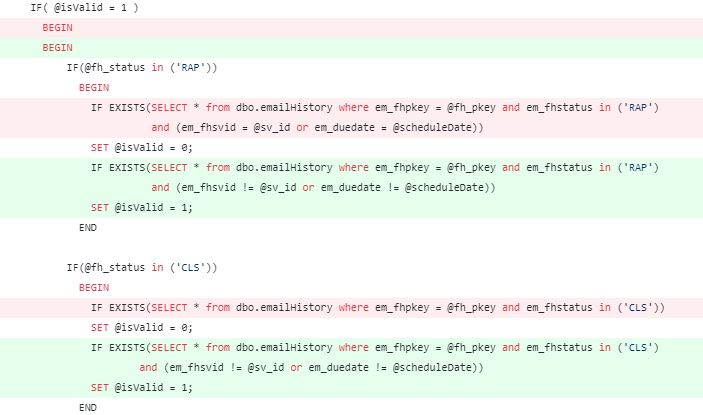 IF( @isValid = 1 )
BEGIN
BEGIN
IF(@fh_status in ('RAP'))
BEGIN
IF EXISTS(SELECT * from dbo.emailHistory where em_fhpkey = @fh_pkey and em_fhstatus in ('RAP')
and (em_fhsvid = @sv_id or em_duedate = @scheduleDate))
SET @isValid = 0;
IF EXISTS(SELECT * from dbo.emailHistory where em_fhpkey = @fh_pkey and em_fhstatus in ('RAP')
and (em_fhsvid != @sv_id or em_duedate != @scheduleDate))
SET @isValid = 1;
END
IF(@fh_status in ('CLS'))
BEGIN
IF EXISTS(SELECT * from dbo.emailHistory where em_fhpkey = @fh_pkey and em_fhstatus in ('CLS'))
SET @isValid = 0;
IF EXISTS(SELECT * from dbo.emailHistory where em_fhpkey = @fh_pkey and em_fhstatus in ('CLS')
and (em_fhsvid != @sv_id or em_duedate != @scheduleDate))
SET @isValid = 1;
END